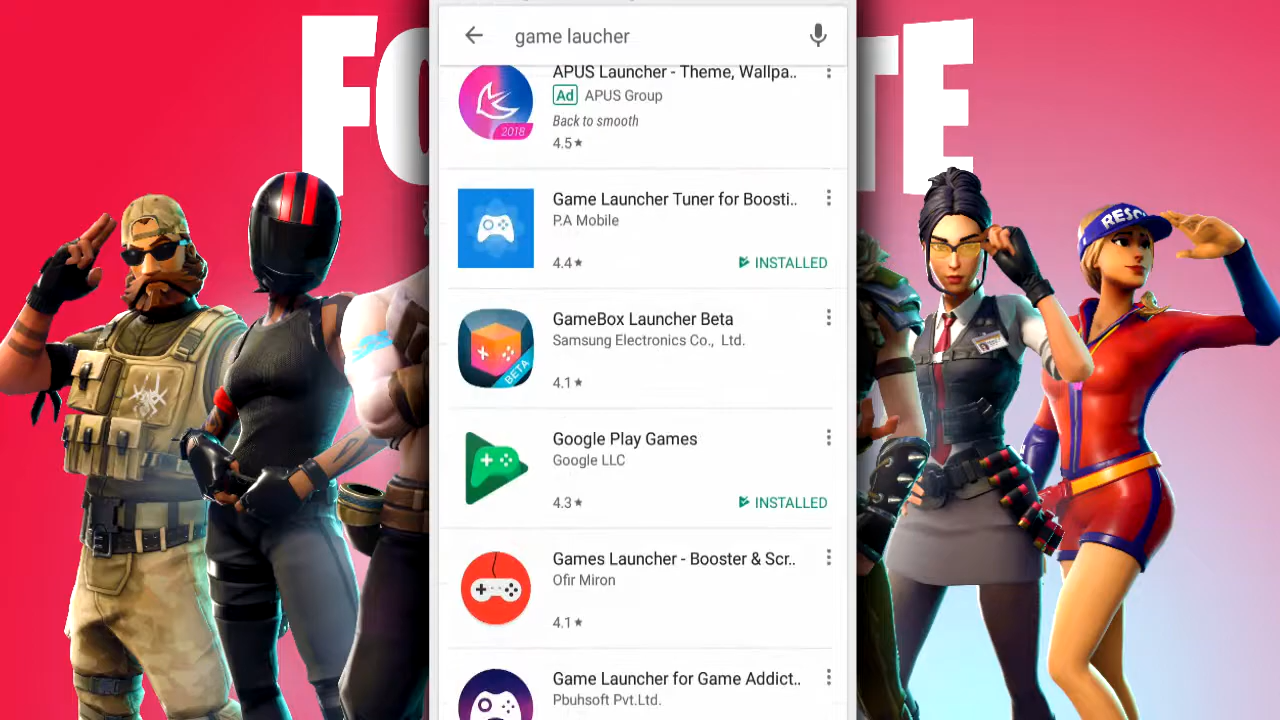 FO TE
game laucher
APUS Launcher - Theme, Wallpa..
Ad APUS Group
2018
Back to smooth
4.5★
Game Launcher Tuner for Boosti..
P.A Mobile
4.4★ INSTALLED
GameBox Launcher Beta
Samsung Electronics Co., Ltd.
BETA
4.1★
Google Play Games
Google LLC
4.3★ INSTALLED
Games Launcher - Booster & Scr..
Ofir Miron
4.1★
Game Launcher for Game Addict..
Pbuhsoft Pvt.Ltd.
RESC